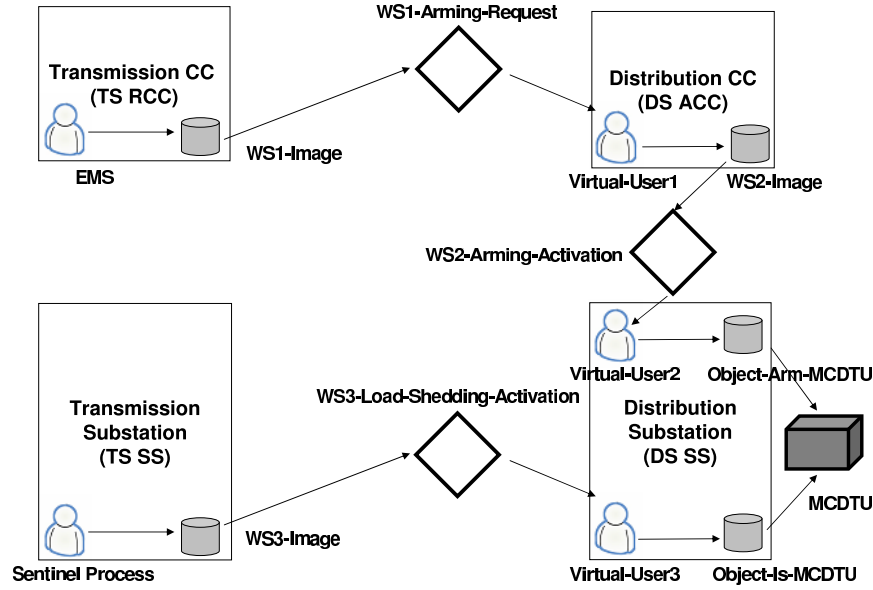 WS1-Arming-Request
Transmission CC
(TS RCC)
Distribution CC
(DS ACC)
WS1-Image
EMS
Virtual-User1
WS2-Image
WS2-Arming-Activation
Virtual-User2
Object-Arm-MCDTU
WS3-Load-Shedding-Activation
Transmission
Substation
(TS SS)
Distribution
Substation
(DS SS)
MCDTU
WS3-Image
Sentinel Process
Virtual-User3
Object-Is-MCDTU